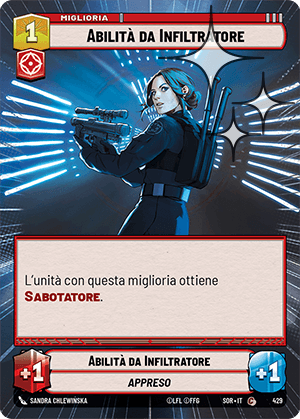 MIGLIORIA
1
ABILITÀ DA INFILTRATORE
L'unità con questa miglioria ottiene
SABOTATORE.
+1
ABILITÀ DA INFILTRATORE
APPRESO
+1
SANDRA CHLEWIŃSKA
©LFL ©FFG
SOR • IT
C
429